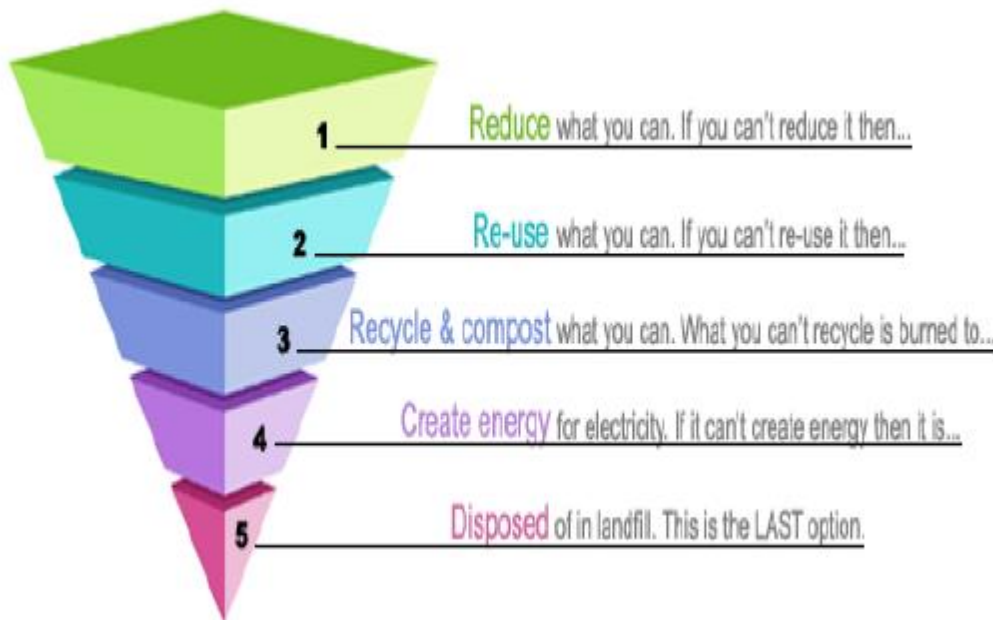 1 Reduce what you can. If you can't reduce it then...
2 Re-use what you can. If you can't re-use it then...
3 Recycle & compost what you can. What you can't recycle is burned to...
4 Create energy for electricity. If it can't create energy then it is...
5 Disposed of in landfill. This is the LAST option.